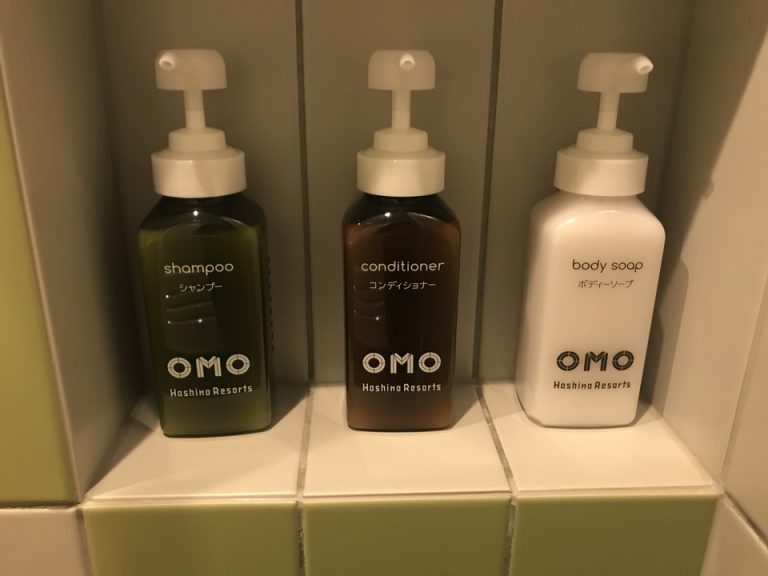 shampoo
シャンプー
OMO
Hoshino Resorts
conditioner
コンディショナー
OMO
Hoshino Resorts
body soap
ボディーソープ
OMO
Hoshino Resorts